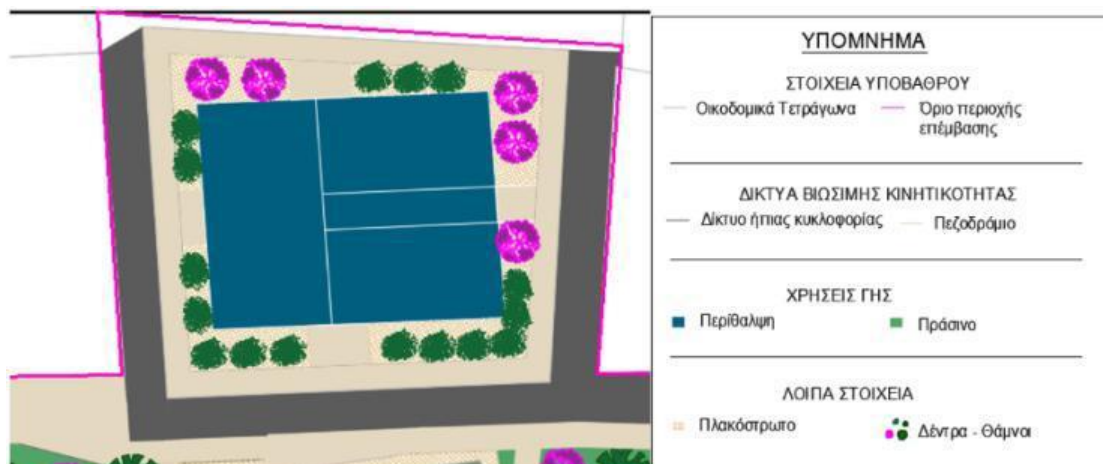 ΥΠΟΜΝΗΜΑ
ΣΤΟΙΧΕΙΑ ΥΠΟΒΑΘΡΟΥ
Οικοδομικά Τετράγωνα
Όριο περιοχής
επέμβασης
ΔΙΚΤΥΑ ΒΙΩΣΙΜΗΣ ΚΙΝΗΤΙΚΟΤΗΤΑΣ
Δίκτυο ήπιας κυκλοφορίας
Πεζοδρόμιο
ΧΡΗΣΕΙΣ ΓΗΣ
Περίθαλψη
Πράσινο
ΛΟΙΠΑ ΣΤΟΙΧΕΙΑ
Πλακόστρωτο
Δέντρα - Θάμνοι